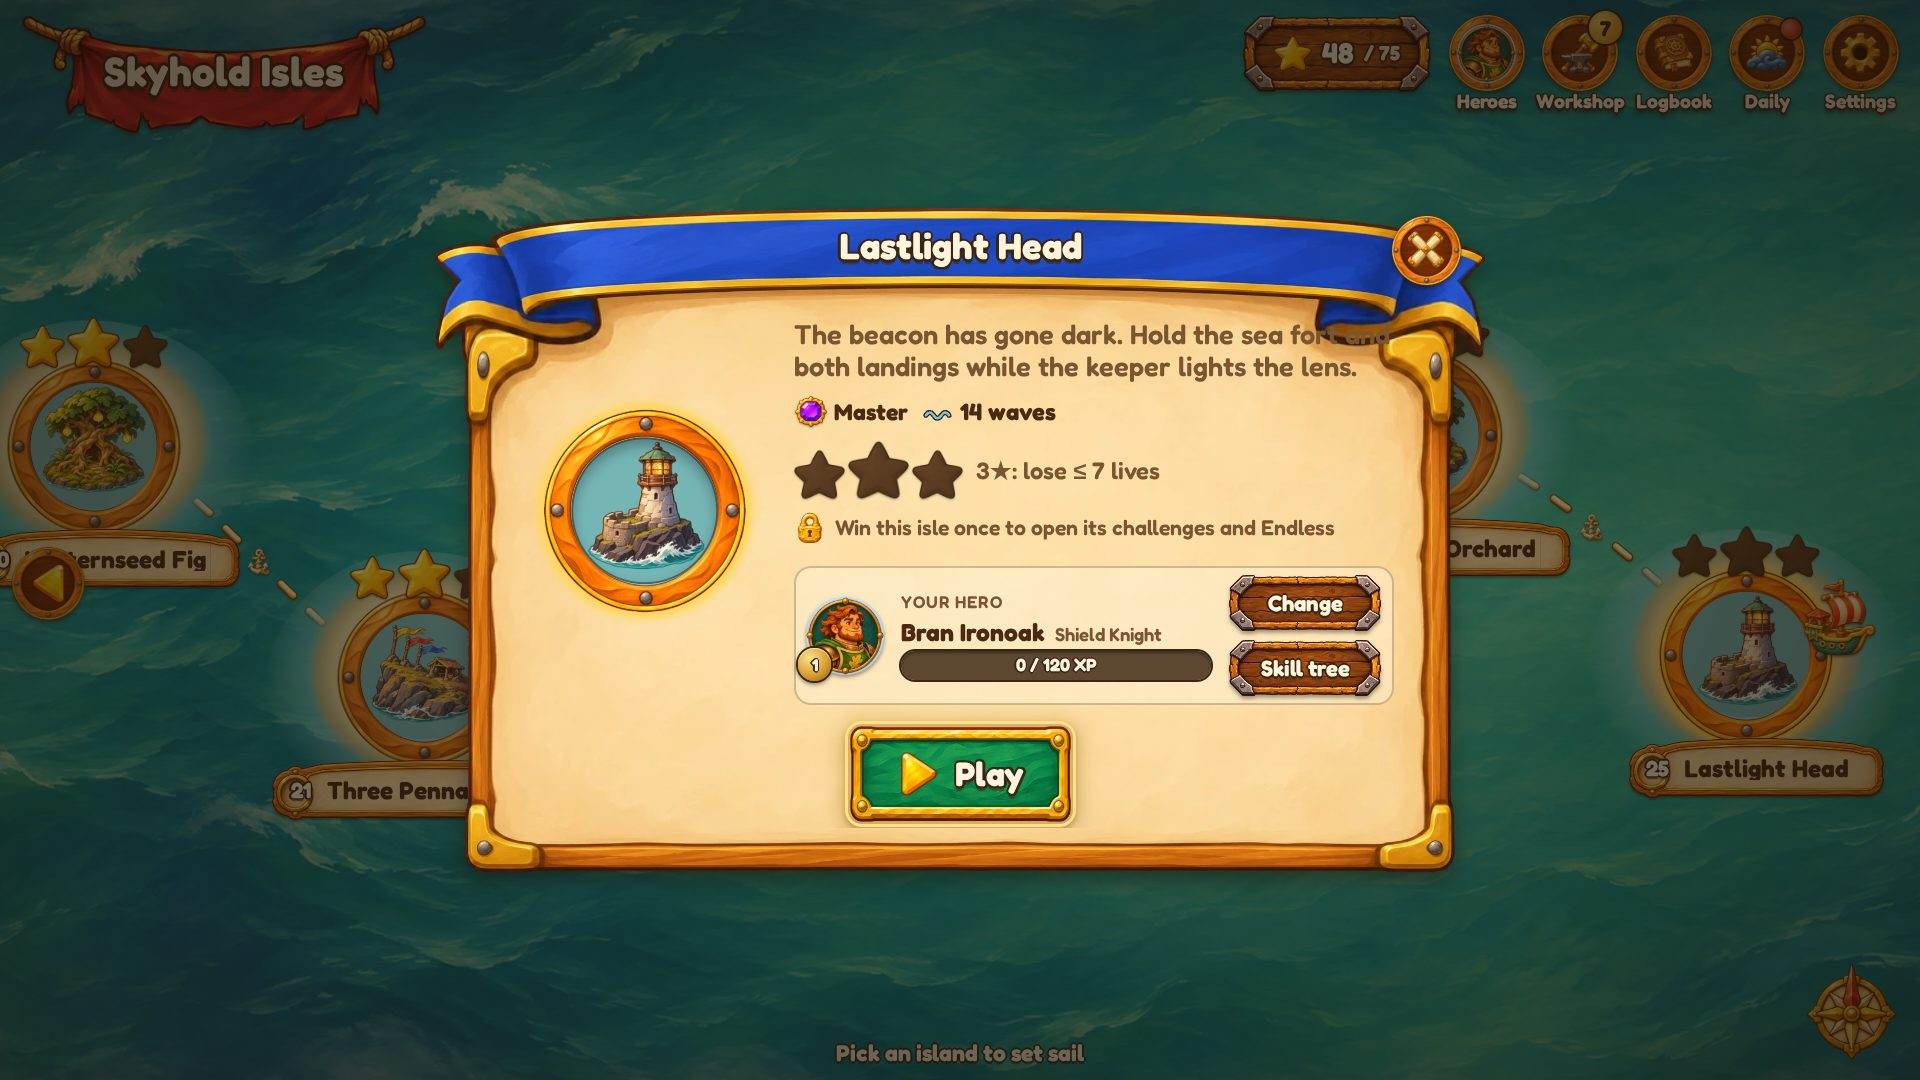 Skyhold Isles
48 / 75
7
Heroes
Workshop
Logbook
Daily
Settings
Lastlight Head
The beacon has gone dark. Hold the sea fort and
both landings while the keeper lights the lens.
Master
14 waves
3★: lose ≤ 7 lives
Win this isle once to open its challenges and Endless
YOUR HERO
Bran Ironoak Shield Knight
1
0 / 120 XP
Change
Skill tree
Play
Fig
21
Orchard
25 Lastlight Head
Pick an island to set sail